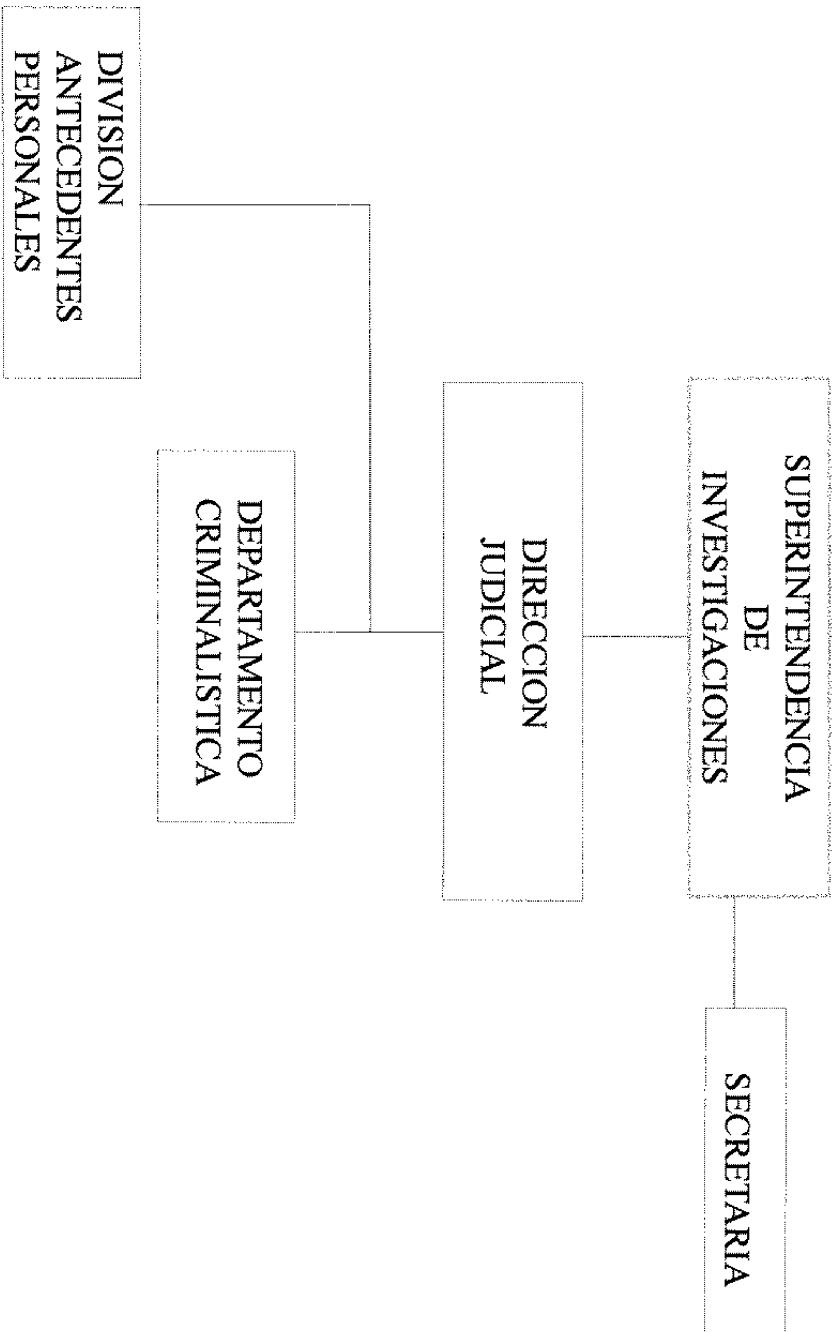 SUPERINTENDENCIA
DE
INVESTIGACIONES
SECRETARIA
DIRECCION
JUDICIAL
DEPARTAMENTO
CRIMINALISTICA
DIVISION
ANTECEDENTES
PERSONALES